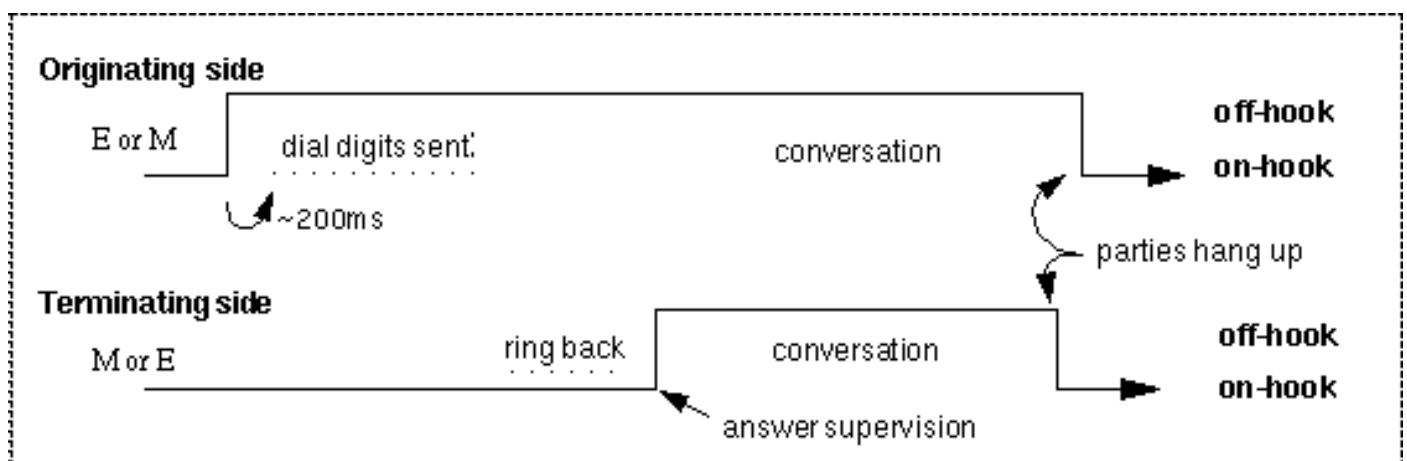 Originating side
off-hook
E or M
dial digits sent.
conversation
on-hook
~200ms
parties hang up
Terminating side
off-hook
M or E
ring back
conversation
on-hook
answer supervision